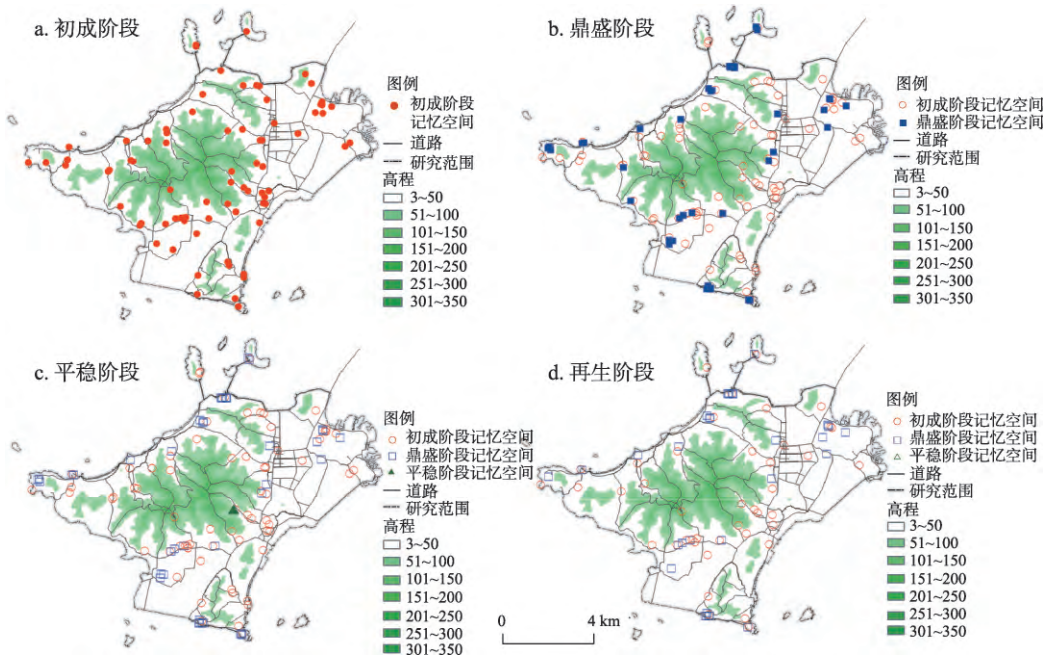 a. 初成阶段
图例
初成阶段
记忆空间
道路
研究范围
高程
3~50
51~100
101~150
151~200
201~250
251~300
301~350
b. 鼎盛阶段
图例
初成阶段记忆空间
鼎盛阶段记忆空间
道路
研究范围
高程
3~50
51~100
101~150
151~200
201~250
251~300
301~350
c. 平稳阶段
图例
初成阶段记忆空间
鼎盛阶段记忆空间
平稳阶段记忆空间
道路
研究范围
高程
3~50
51~100
101~150
151~200
201~250
251~300
301~350
d. 再生阶段
图例
初成阶段记忆空间
鼎盛阶段记忆空间
平稳阶段记忆空间
道路
研究范围
高程
3~50
51~100
101~150
151~200
201~250
251~300
301~350
0 4 km